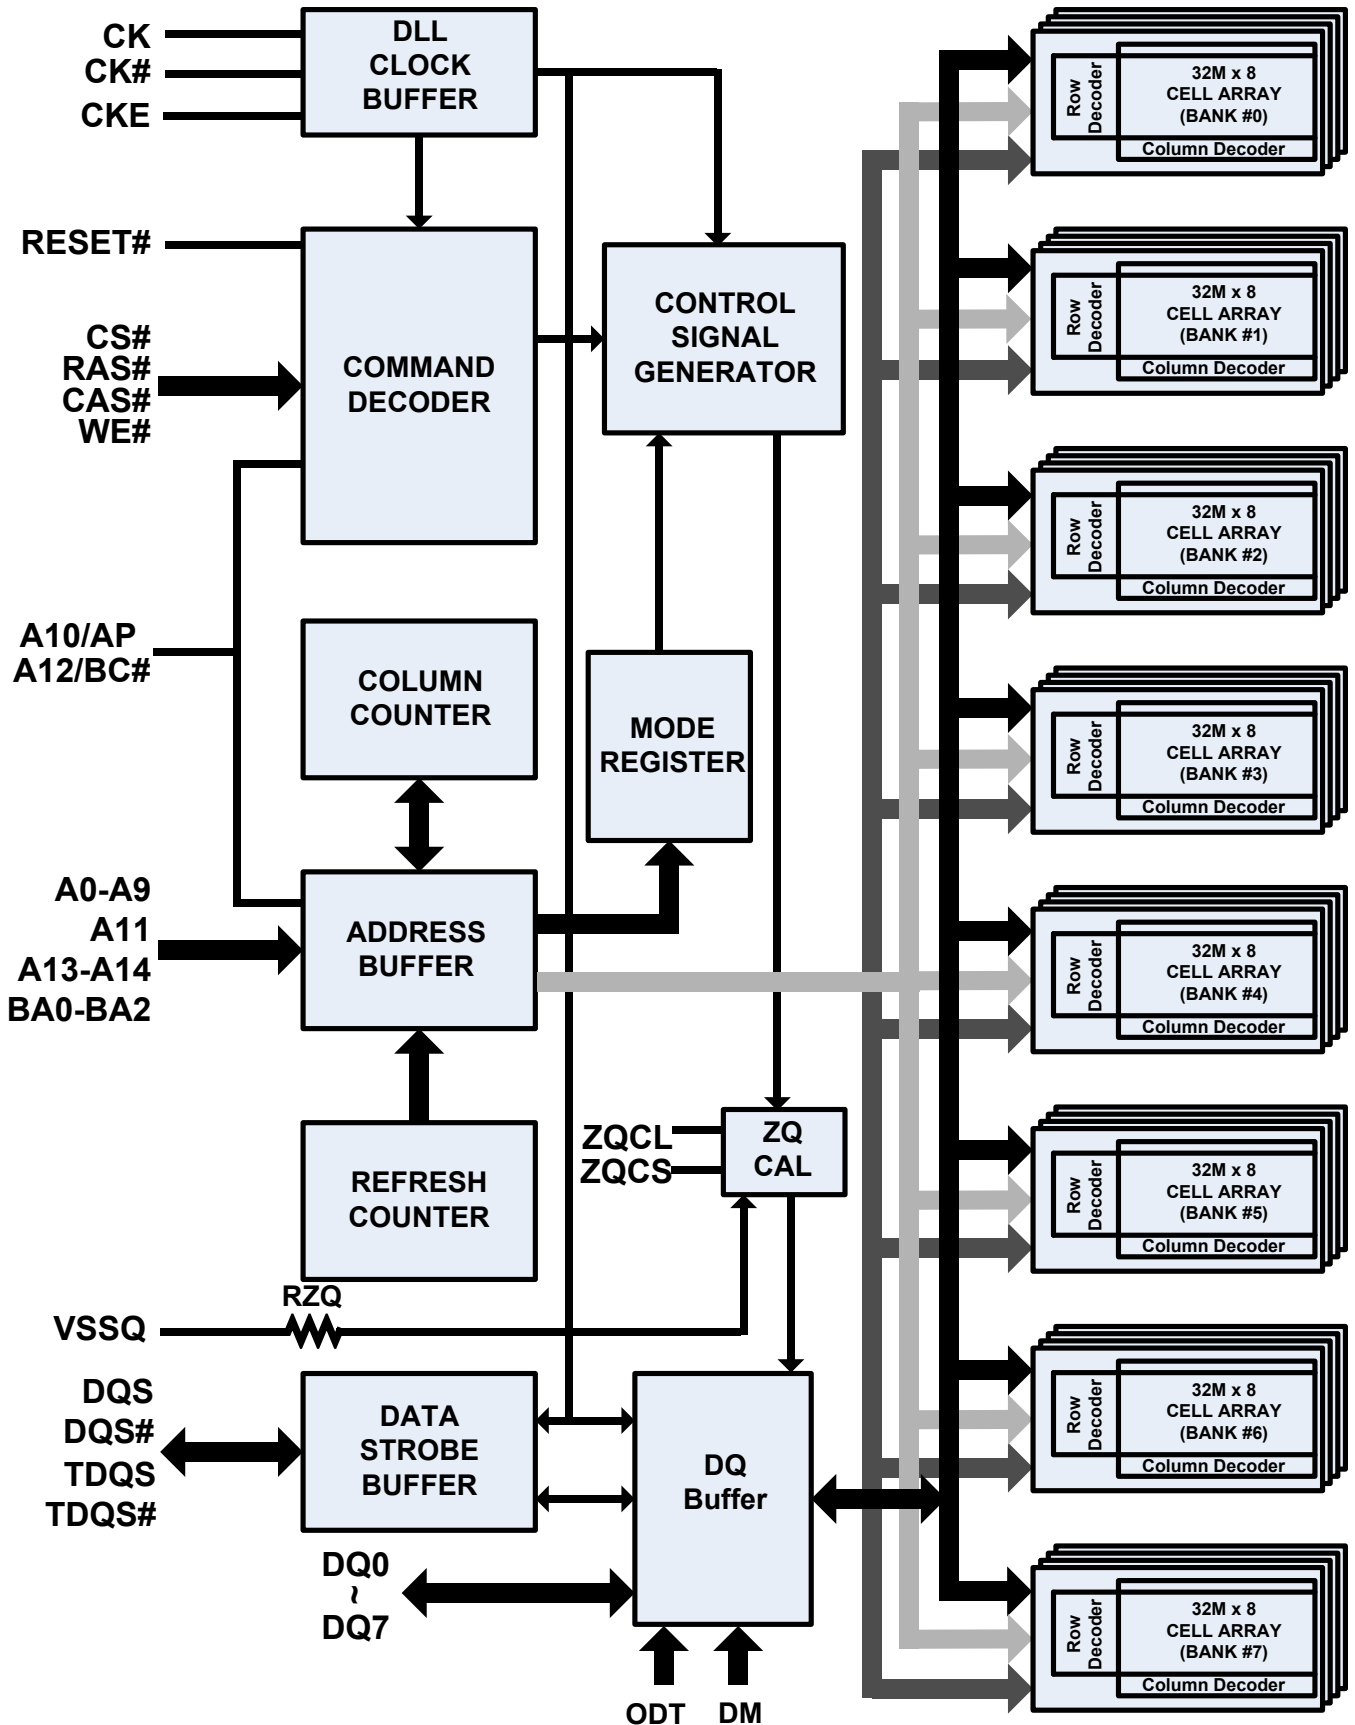 CK
CK#
CKE
DLL
CLOCK
BUFFER
RESET#
CS#
RAS#
CAS#
WE#
COMMAND
DECODER
CONTROL
SIGNAL
GENERATOR
A10/AP
A12/BC#
COLUMN
COUNTER
MODE
REGISTER
A0-A9
A11
A13-A14
BA0-BA2
ADDRESS
BUFFER
REFRESH
COUNTER
ZQCL
ZQCS
ZQ
CAL
VSSQ
RZQ
DQS
DQS#
TDQS
TDQS#
DATA
STROBE
BUFFER
DQ
Buffer
DQ0
~
DQ7
ODT
DM
Row
Decoder
32M x 8
CELL ARRAY
(BANK #0)
Column Decoder
Row
Decoder
32M x 8
CELL ARRAY
(BANK #1)
Column Decoder
Row
Decoder
32M x 8
CELL ARRAY
(BANK #2)
Column Decoder
Row
Decoder
32M x 8
CELL ARRAY
(BANK #3)
Column Decoder
Row
Decoder
32M x 8
CELL ARRAY
(BANK #4)
Column Decoder
Row
Decoder
32M x 8
CELL ARRAY
(BANK #5)
Column Decoder
Row
Decoder
32M x 8
CELL ARRAY
(BANK #6)
Column Decoder
Row
Decoder
32M x 8
CELL ARRAY
(BANK #7)
Column Decoder